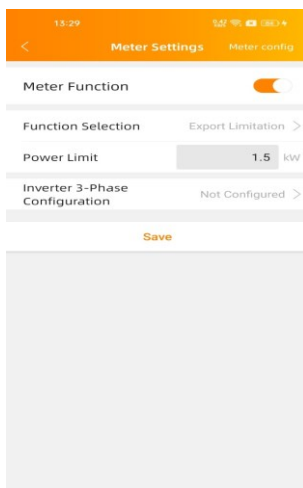 13:29
Meter Settings Meter config
Meter Function
Function Selection Export Limitation
Power Limit 1.5 kW
Inverter 3-Phase
Configuration
Not Configured
Save